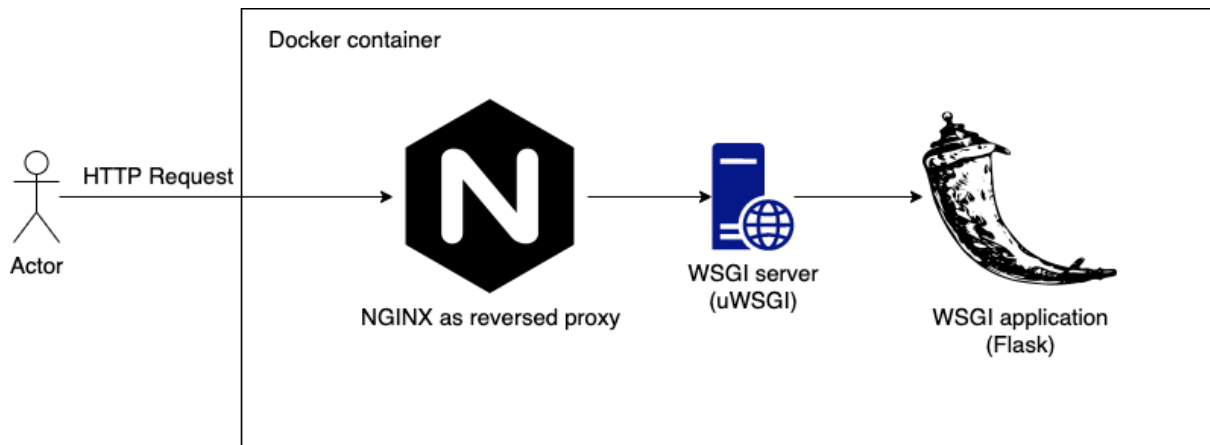 Docker container
HTTP Request
Actor
N
NGINX as reversed proxy
WSGI server
(uWSGI)
WSGI application
(Flask)